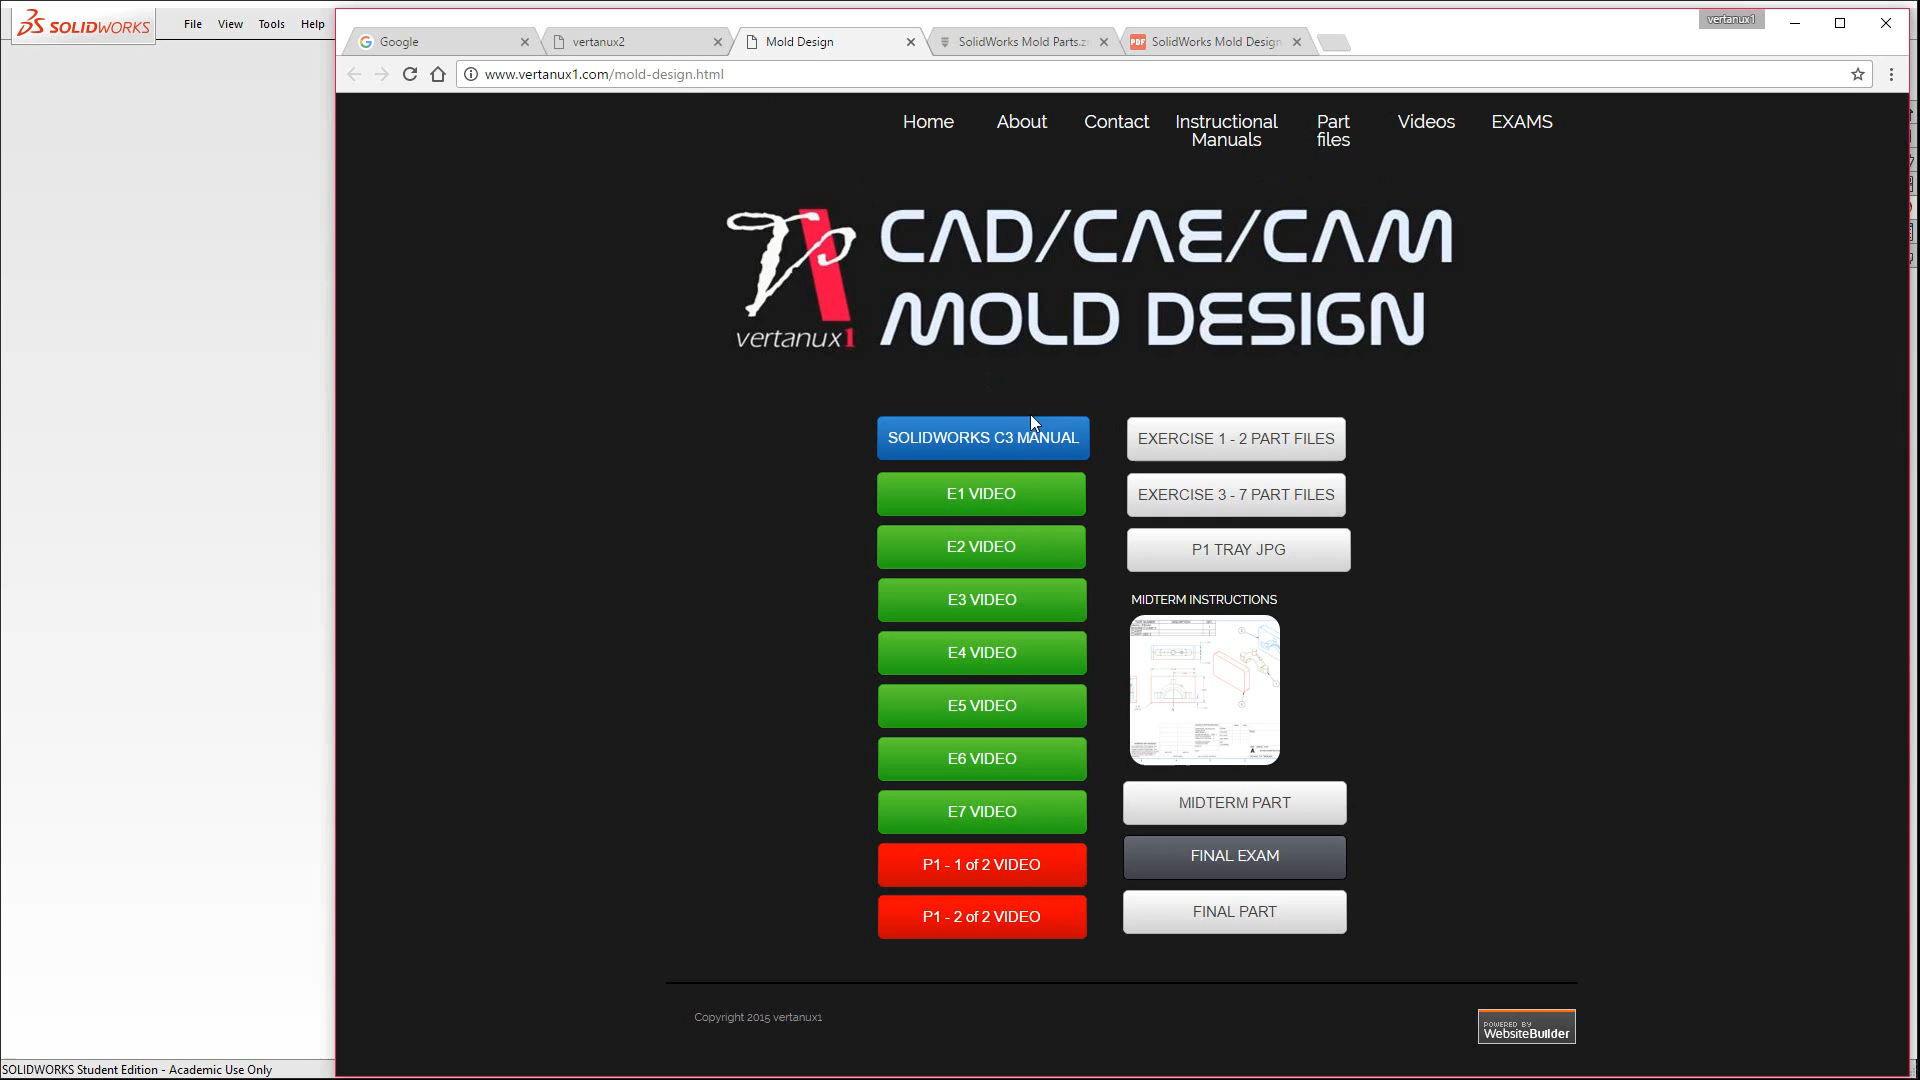 SOLIDWORKS
File View Tools Help
vertanux1
Google
vertanux2
Mold Design
SolidWorks Mold Parts.z
PDF
SolidWorks Mold Design
www.vertanux1.com/mold-design.html
Home
About
Contact
Instructional
Manuals
Part
files
Videos
EXAMS
CAD/CAE/CAM
MOLD DESIGN
vertanux1
SOLIDWORKS C3 MANUAL
EXERCISE 1 - 2 PART FILES
E1 VIDEO
EXERCISE 3 - 7 PART FILES
E2 VIDEO
P1 TRAY JPG
E3 VIDEO
MIDTERM INSTRUCTIONS
E4 VIDEO
E5 VIDEO
E6 VIDEO
E7 VIDEO
MIDTERM PART
P1 - 1 of 2 VIDEO
FINAL EXAM
P1 - 2 of 2 VIDEO
FINAL PART
Copyright 2015 vertanux1
POWERED BY
WebsiteBuilder
SOLIDWORKS Student Edition - Academic Use Only